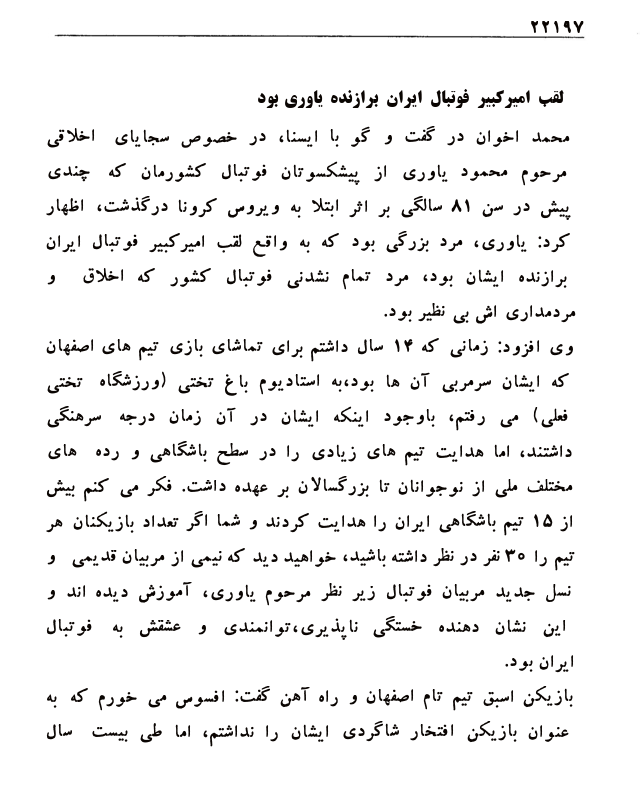 ۲۲۱۹۷
لقب امیرکبیر فوتبال ایران برازنده یاوری بود
محمد اخوان در گفت و گو با ایسنا، در خصوص سجایای اخلاقی
مرحوم محمود یاوری از پیشکسوتان فوتبال کشورمان که چندی
پیش در سن ۸۱ سالگی بر اثر ابتلا به ویروس کرونا درگذشت، اظهار
کرد: یاوری، مرد بزرگی بود که به واقع لقب امیرکبیر فوتبال ایران
برازنده ایشان بود، مرد تمام نشدنی فوتبال کشور که اخلاق و
مردمداری اش بی نظیر بود.
وی افزود: زمانی که ۱۴ سال داشتم برای تماشای بازی تیم های اصفهان
که ایشان سرمربی آن ها بود،به استادیوم باغ تختی (ورزشگاه تختی
فعلی) می رفتم، باوجود اینکه ایشان در آن زمان درجه سرهنگی
داشتند، اما هدایت تیم های زیادی را در سطح باشگاهی و رده های
مختلف ملی از نوجوانان تا بزرگسالان بر عهده داشت. فکر می کنم بیش
از ۱۵ تیم باشگاهی ایران را هدایت کردند و شما اگر تعداد بازیکنان هر
تیم را ۳۰ نفر در نظر داشته باشید، خواهید دید که نیمی از مربیان قدیمی و
نسل جدید مربیان فوتبال زیر نظر مرحوم یاوری، آموزش دیده اند و
این نشان دهنده خستگی ناپذیری،توانمندی و عشقش به فوتبال
ایران بود.
بازیکن اسبق تیم تام اصفهان و راه آهن گفت: افسوس می خورم که به
عنوان بازیکن افتخار شاگردی ایشان را نداشتم، اما طی بیست سال